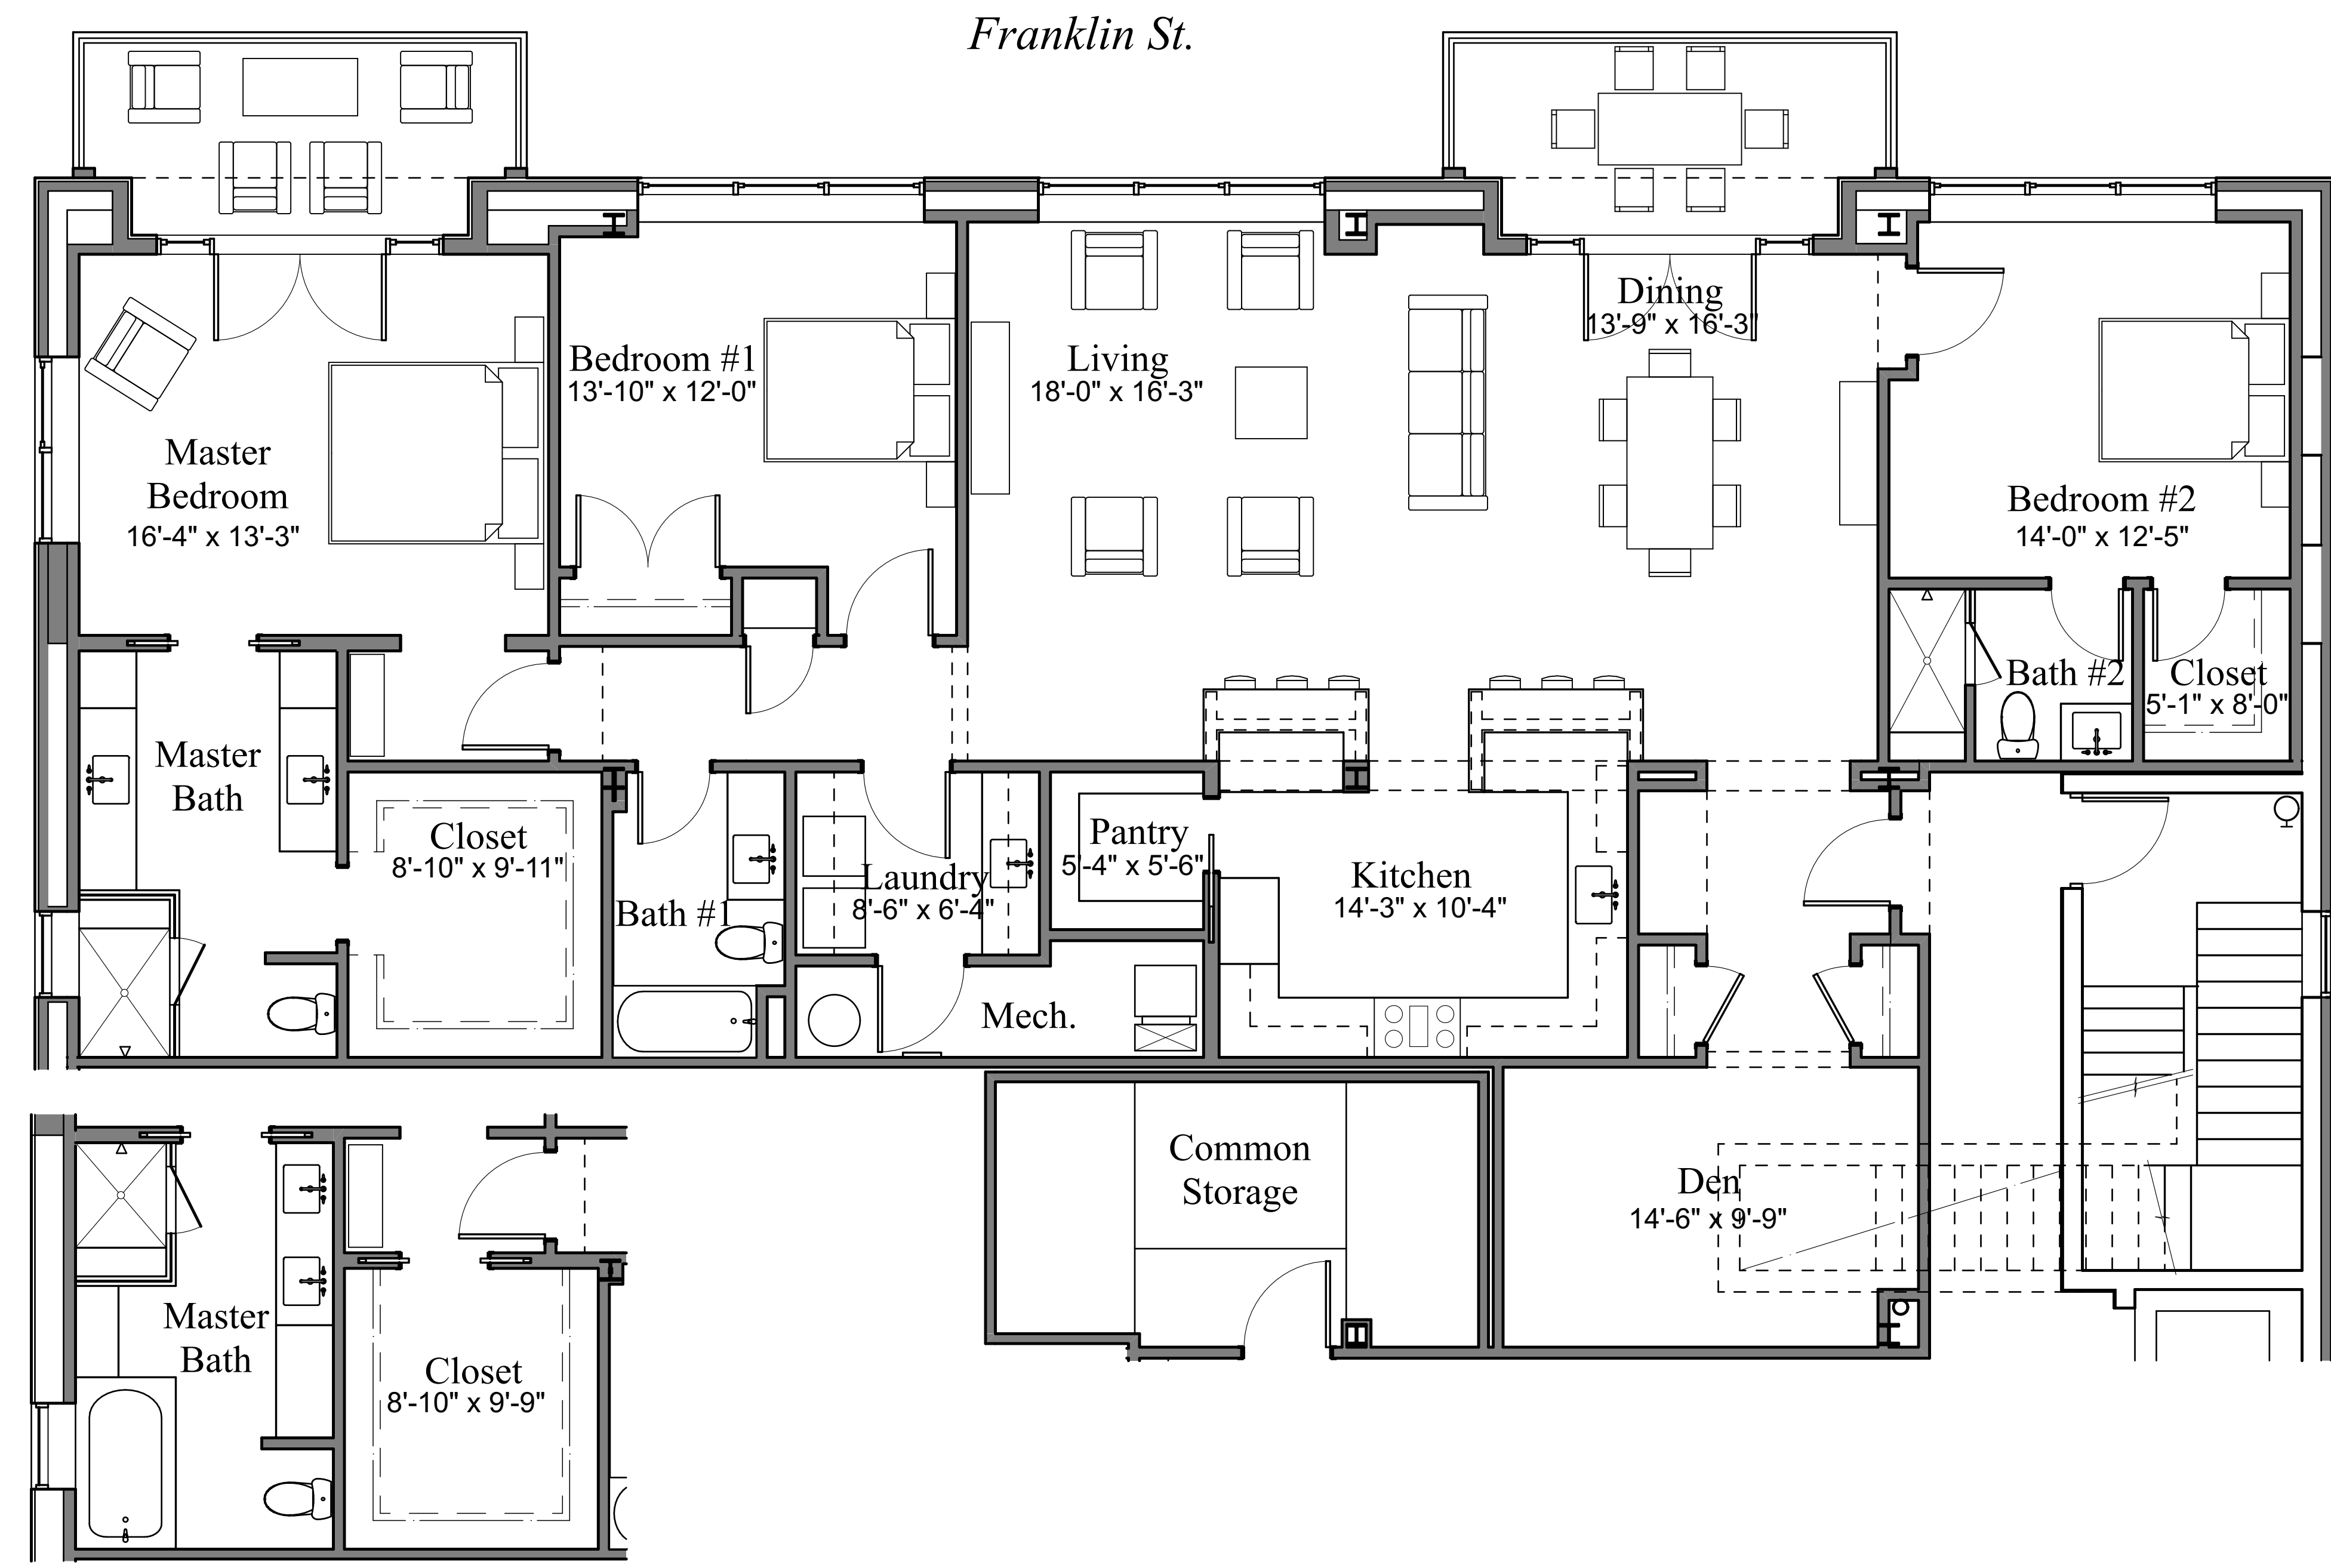 Franklin St.
Dining
13'-9" x 16'-3"
Bedroom #1
13'-10" x 12'-0"
Living
18'-0" x 16'-3"
Master
Bedroom
16'-4" x 13'-3"
Bedroom #2
14'-0" x 12'-5"
Bath #2
Closet
5'-1" x 8'-0"
Master
Bath
Closet
8'-10" x 9'-11"
Bath #1
Laundry
8'-6" x 6'-4"
Pantry
5'-4" x 5'-6"
Kitchen
14'-3" x 10'-4"
Mech.
Common
Storage
Den
14'-6" x 9'-9"
Master
Bath
Closet
8'-10" x 9'-9"